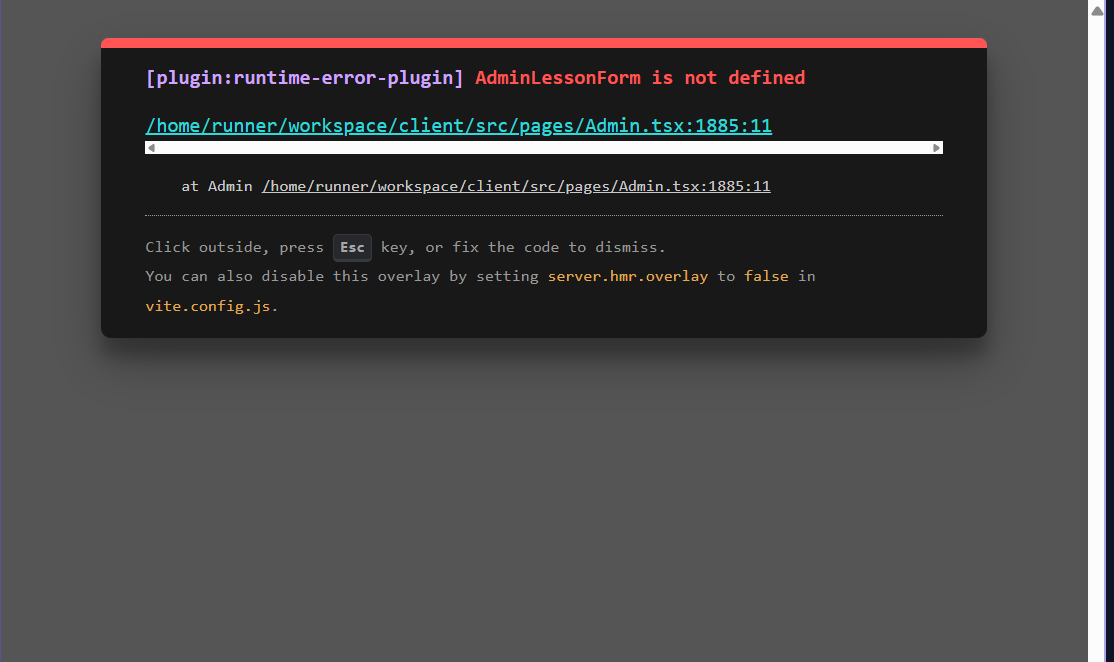 [plugin:runtime-error-plugin] AdminLessonForm is not defined
/home/runner/workspace/client/src/pages/Admin.tsx:1885:11
at Admin /home/runner/workspace/client/src/pages/Admin.tsx:1885:11
Click outside, press Esc key, or fix the code to dismiss.
You can also disable this overlay by setting server.hmr.overlay to false in
vite.config.js.